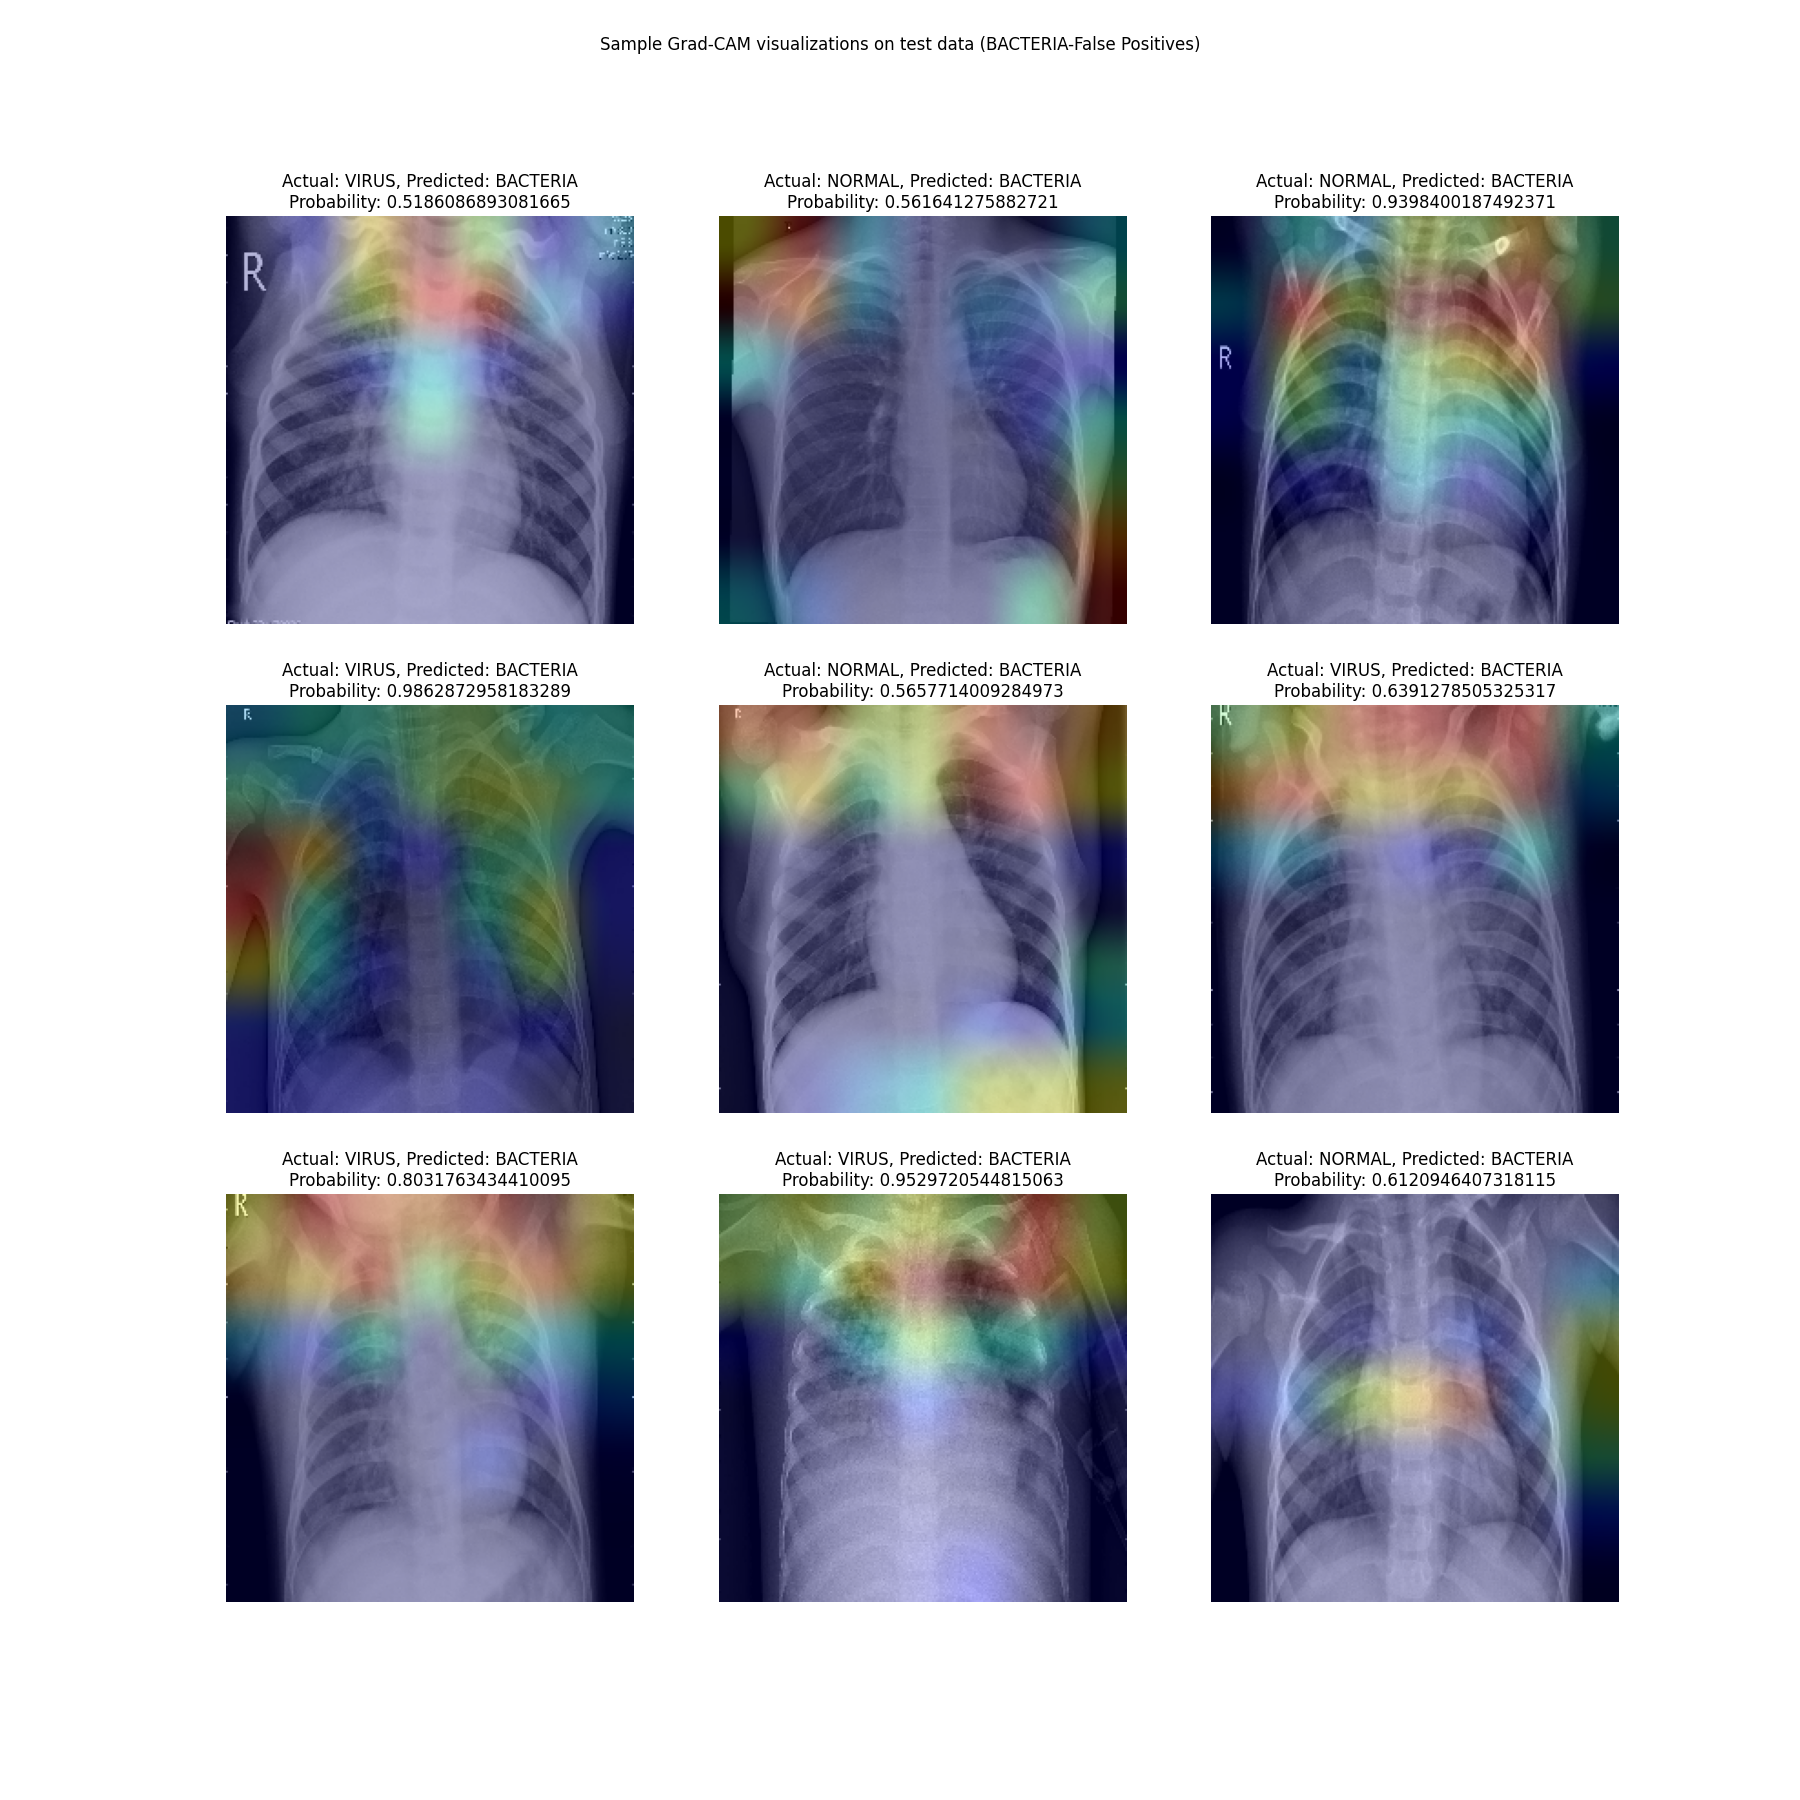 Sample Grad-CAM visualizations on test data (BACTERIA-False Positives)
Actual: VIRUS, Predicted: BACTERIA
Probability: 0.5186086893081665
R
Actual: NORMAL, Predicted: BACTERIA
Probability: 0.561641275882721
Actual: NORMAL, Predicted: BACTERIA
Probability: 0.9398400187492371
R
Actual: VIRUS, Predicted: BACTERIA
Probability: 0.9862872958183289
R
Actual: NORMAL, Predicted: BACTERIA
Probability: 0.5657714009284973
Actual: VIRUS, Predicted: BACTERIA
Probability: 0.6391278505325317
R
Actual: VIRUS, Predicted: BACTERIA
Probability: 0.8031763434410095
R
Actual: VIRUS, Predicted: BACTERIA
Probability: 0.9529720544815063
Actual: NORMAL, Predicted: BACTERIA
Probability: 0.6120946407318115